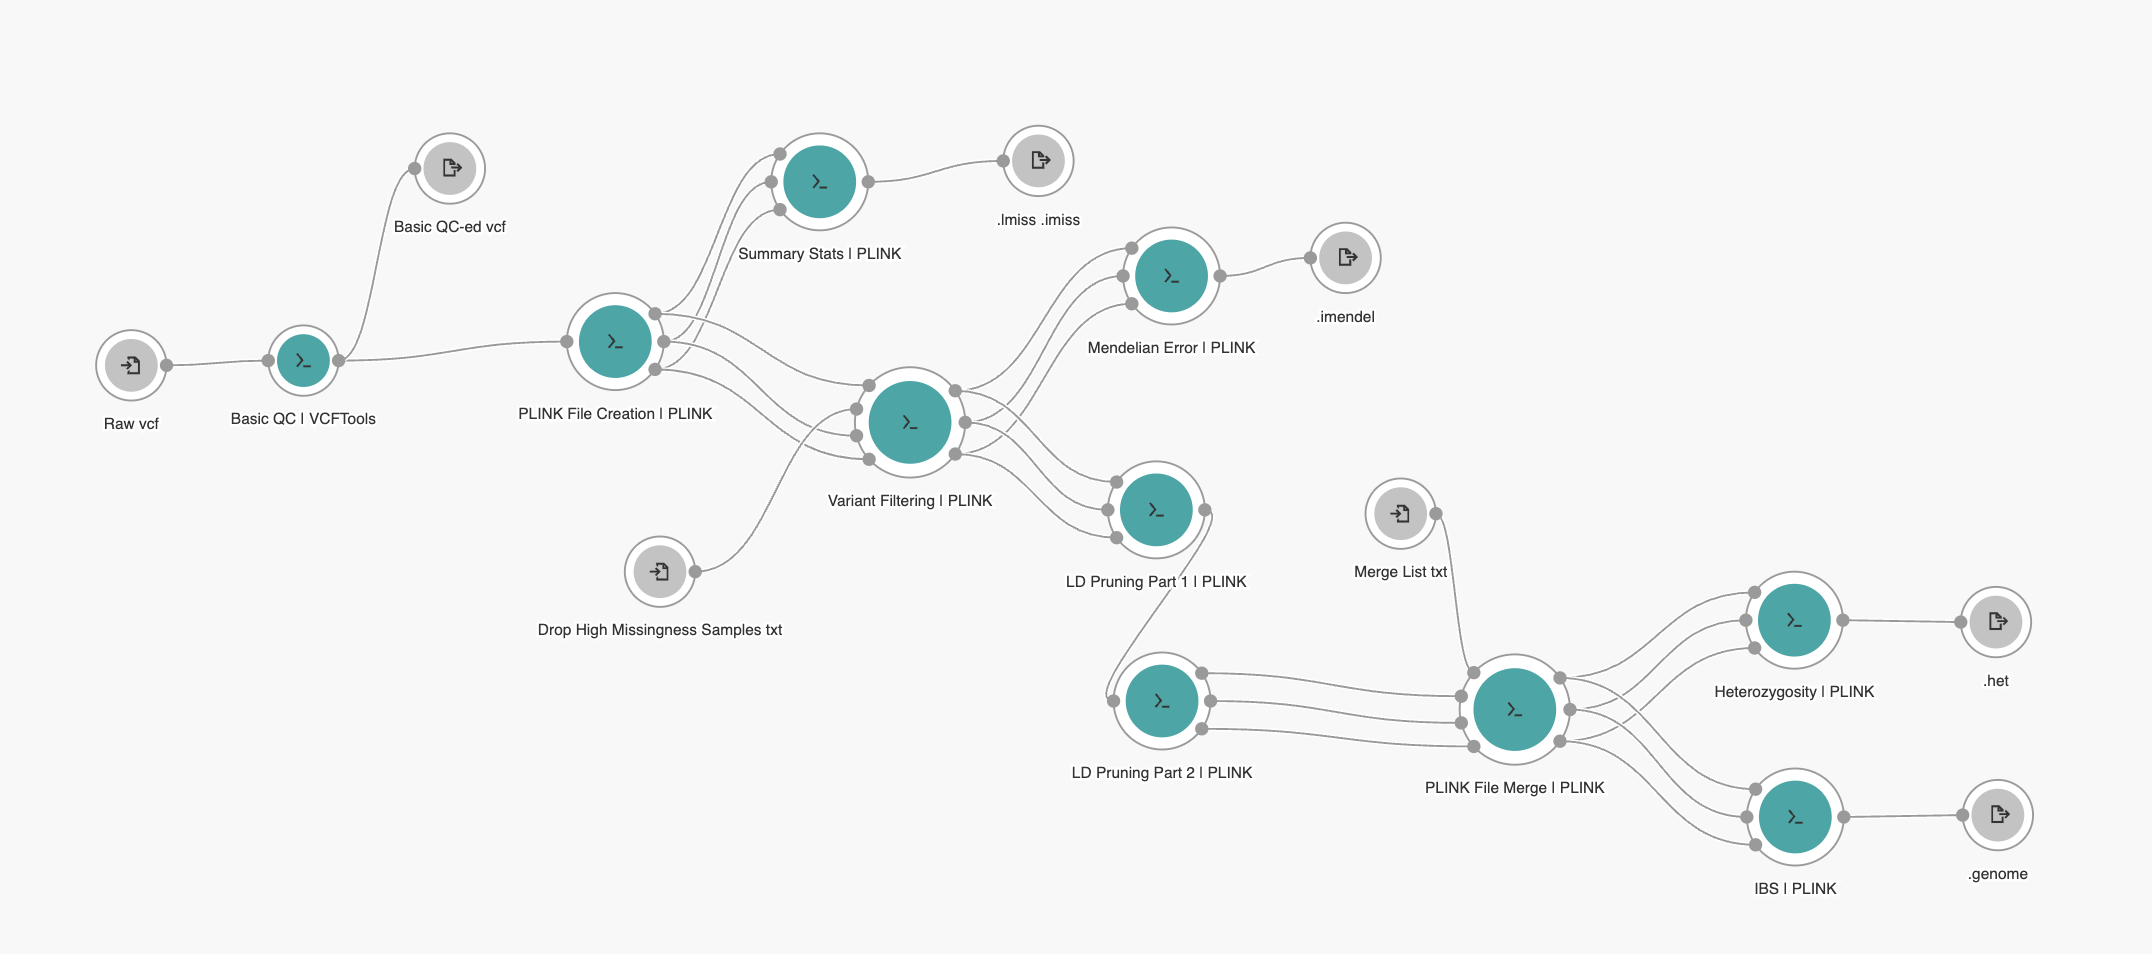 Basic QC-ed vcf
.lmiss .imiss
Summary Stats | PLINK
.imendel
Mendelian Error | PLINK
Raw vcf
Basic QC | VCFTools
PLINK File Creation | PLINK
Variant Filtering | PLINK
LD Pruning Part 1 | PLINK
Merge List txt
Drop High Missingness Samples txt
Heterozygosity | PLINK
.het
LD Pruning Part 2 | PLINK
PLINK File Merge | PLINK
IBS | PLINK
.genome